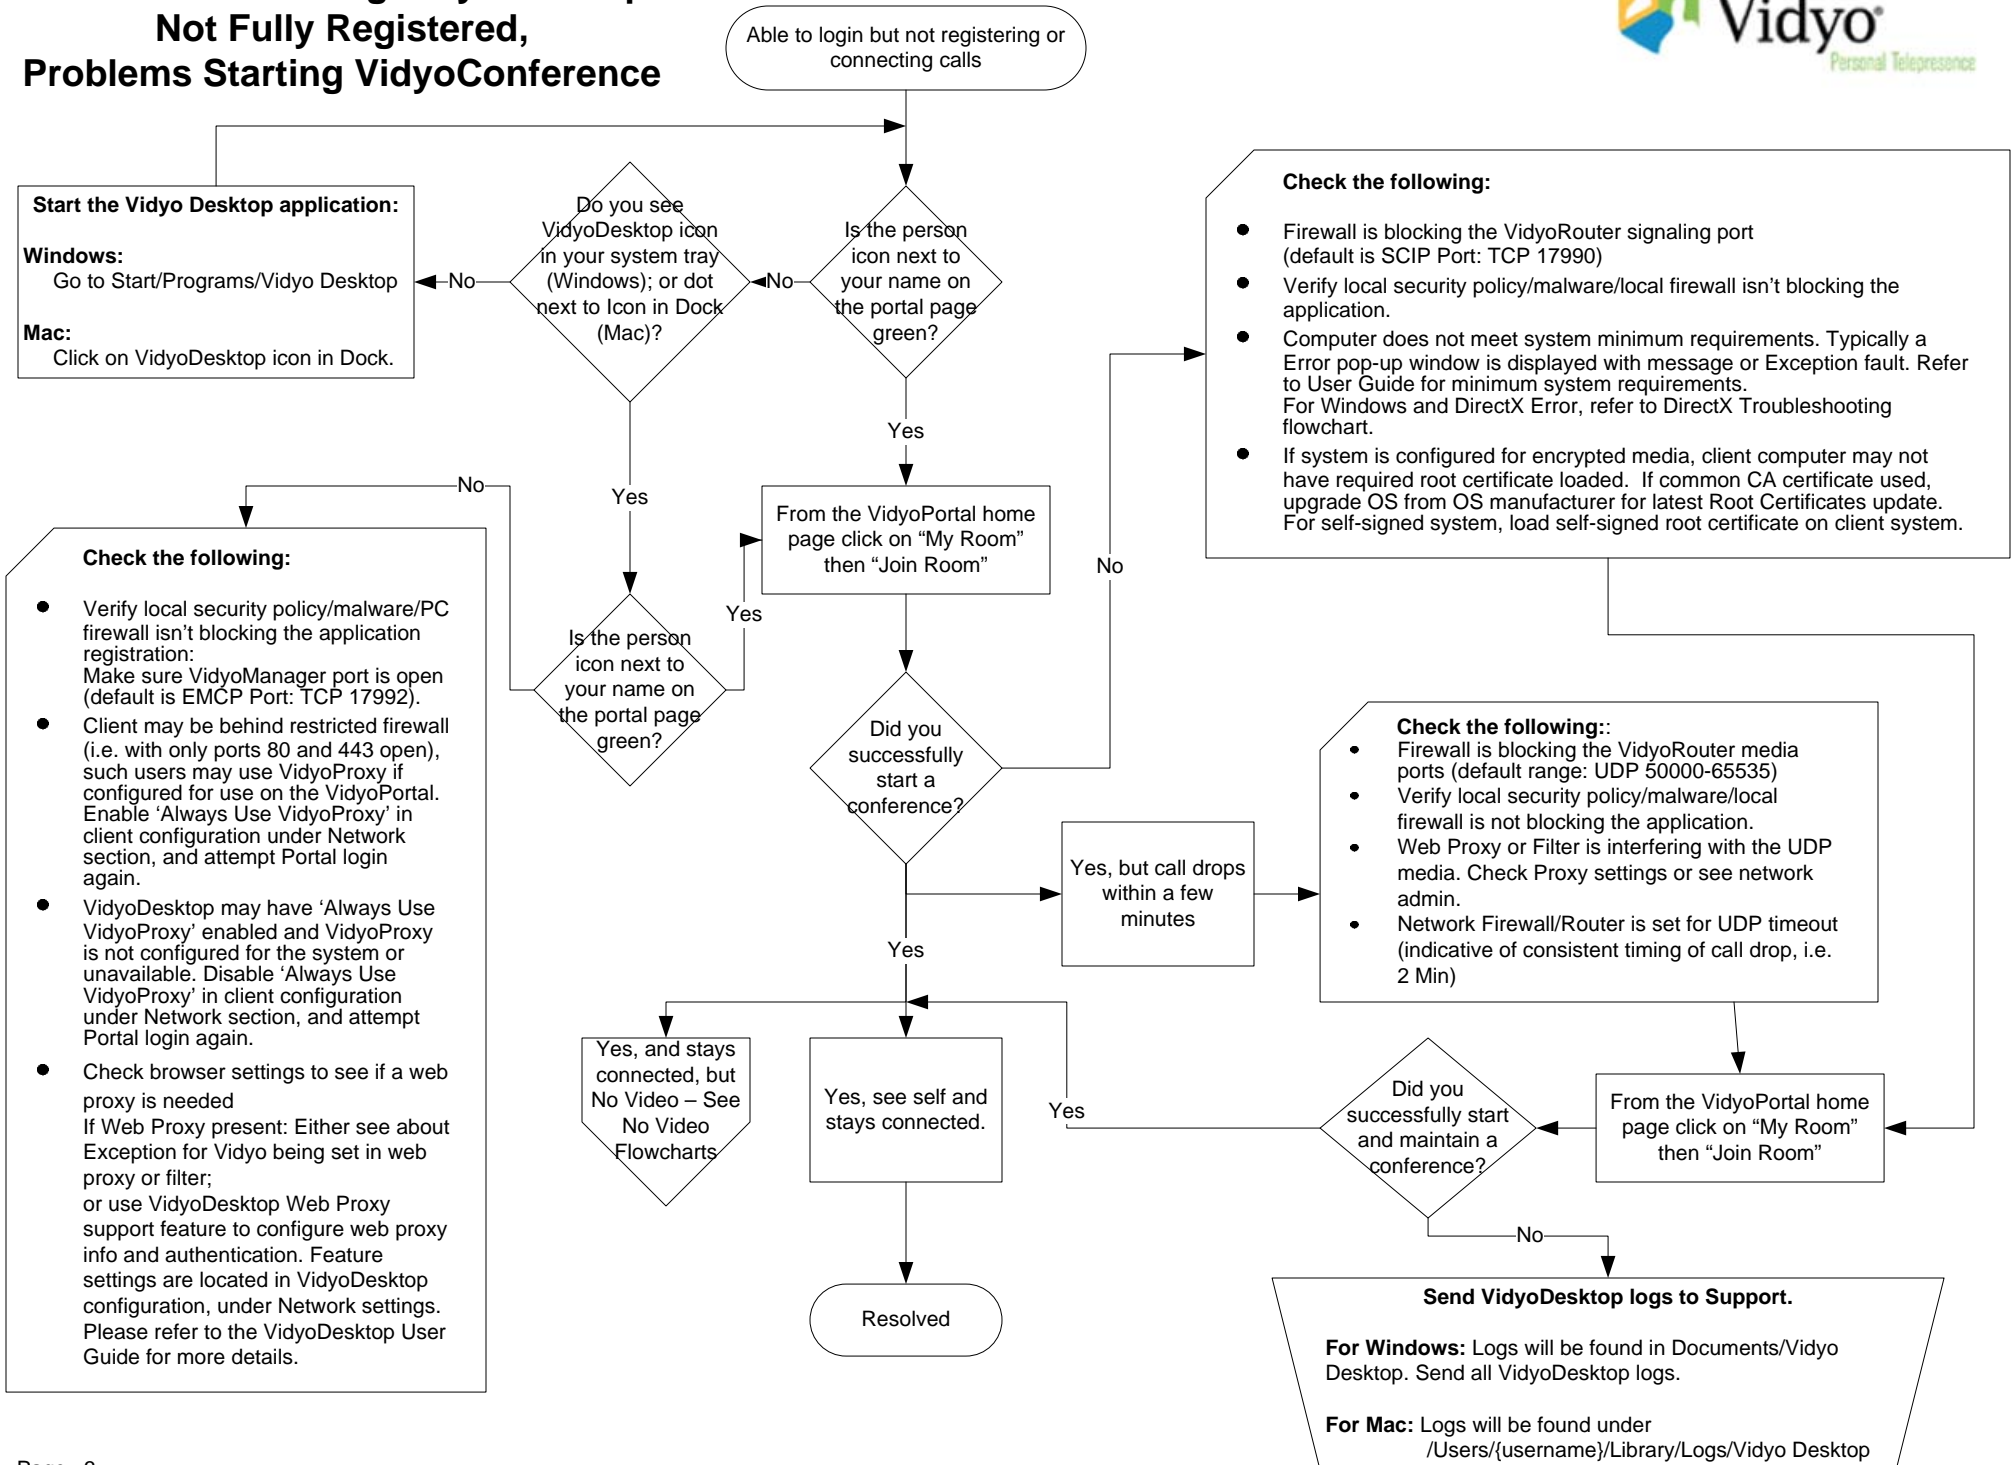 Not Fully Registered,
Problems Starting VidyoConference
Vidyo
Personal Telepresence
Able to login but not registering or
connecting calls
Start the Vidyo Desktop application:
Windows:
Go to Start/Programs/Vidyo Desktop
Mac:
Click on VidyoDesktop icon in Dock.
No
Do you see
VidyoDesktop icon
in your system tray
(Windows); or dot
next to Icon in Dock
(Mac)?
No
Is the person
icon next to
your name on
the portal page
green?
Yes
Yes
No
From the VidyoPortal home
page click on “My Room”
then “Join Room”
Yes
Is the person
icon next to
your name on
the portal page
green?
Check the following:
● Verify local security policy/malware/PC
firewall isn’t blocking the application
registration:
Make sure VidyoManager port is open
(default is EMCP Port: TCP 17992).
● Client may be behind restricted firewall
(i.e. with only ports 80 and 443 open),
such users may use VidyoProxy if
configured for use on the VidyoPortal.
Enable ‘Always Use VidyoProxy’ in
client configuration under Network
section, and attempt Portal login
again.
● VidyoDesktop may have ‘Always Use
VidyoProxy’ enabled and VidyoProxy
is not configured for the system or
unavailable. Disable ‘Always Use
VidyoProxy’ in client configuration
under Network section, and attempt
Portal login again.
● Check browser settings to see if a web
proxy is needed
If Web Proxy present: Either see about
Exception for Vidyo being set in web
proxy or filter;
or use VidyoDesktop Web Proxy
support feature to configure web proxy
info and authentication. Feature
settings are located in VidyoDesktop
configuration, under Network settings.
Please refer to the VidyoDesktop User
Guide for more details.
Did you
successfully
start a
conference?
No
Check the following:
● Firewall is blocking the VidyoRouter signaling port
(default is SCIP Port: TCP 17990)
● Verify local security policy/malware/local firewall isn’t blocking the
application.
● Computer does not meet system minimum requirements. Typically a
Error pop-up window is displayed with message or Exception fault. Refer
to User Guide for minimum system requirements.
For Windows and DirectX Error, refer to DirectX Troubleshooting
flowchart.
● If system is configured for encrypted media, client computer may not
have required root certificate loaded.  If common CA certificate used,
upgrade OS from OS manufacturer for latest Root Certificates update.
For self-signed system, load self-signed root certificate on client system.
Yes, but call drops
within a few
minutes
Check the following::
● Firewall is blocking the VidyoRouter media
ports (default range: UDP 50000-65535)
● Verify local security policy/malware/local
firewall is not blocking the application.
● Web Proxy or Filter is interfering with the UDP
media. Check Proxy settings or see network
admin.
● Network Firewall/Router is set for UDP timeout
(indicative of consistent timing of call drop, i.e.
2 Min)
Yes
Yes, and stays
connected, but
No Video – See
No Video
Flowcharts
Yes, see self and
stays connected.
Yes
Did you
successfully start
and maintain a
conference?
From the VidyoPortal home
page click on “My Room”
then “Join Room”
No
Resolved
Send VidyoDesktop logs to Support.
For Windows: Logs will be found in Documents/Vidyo
Desktop. Send all VidyoDesktop logs.
For Mac: Logs will be found under
/Users/{username}/Library/Logs/Vidyo Desktop